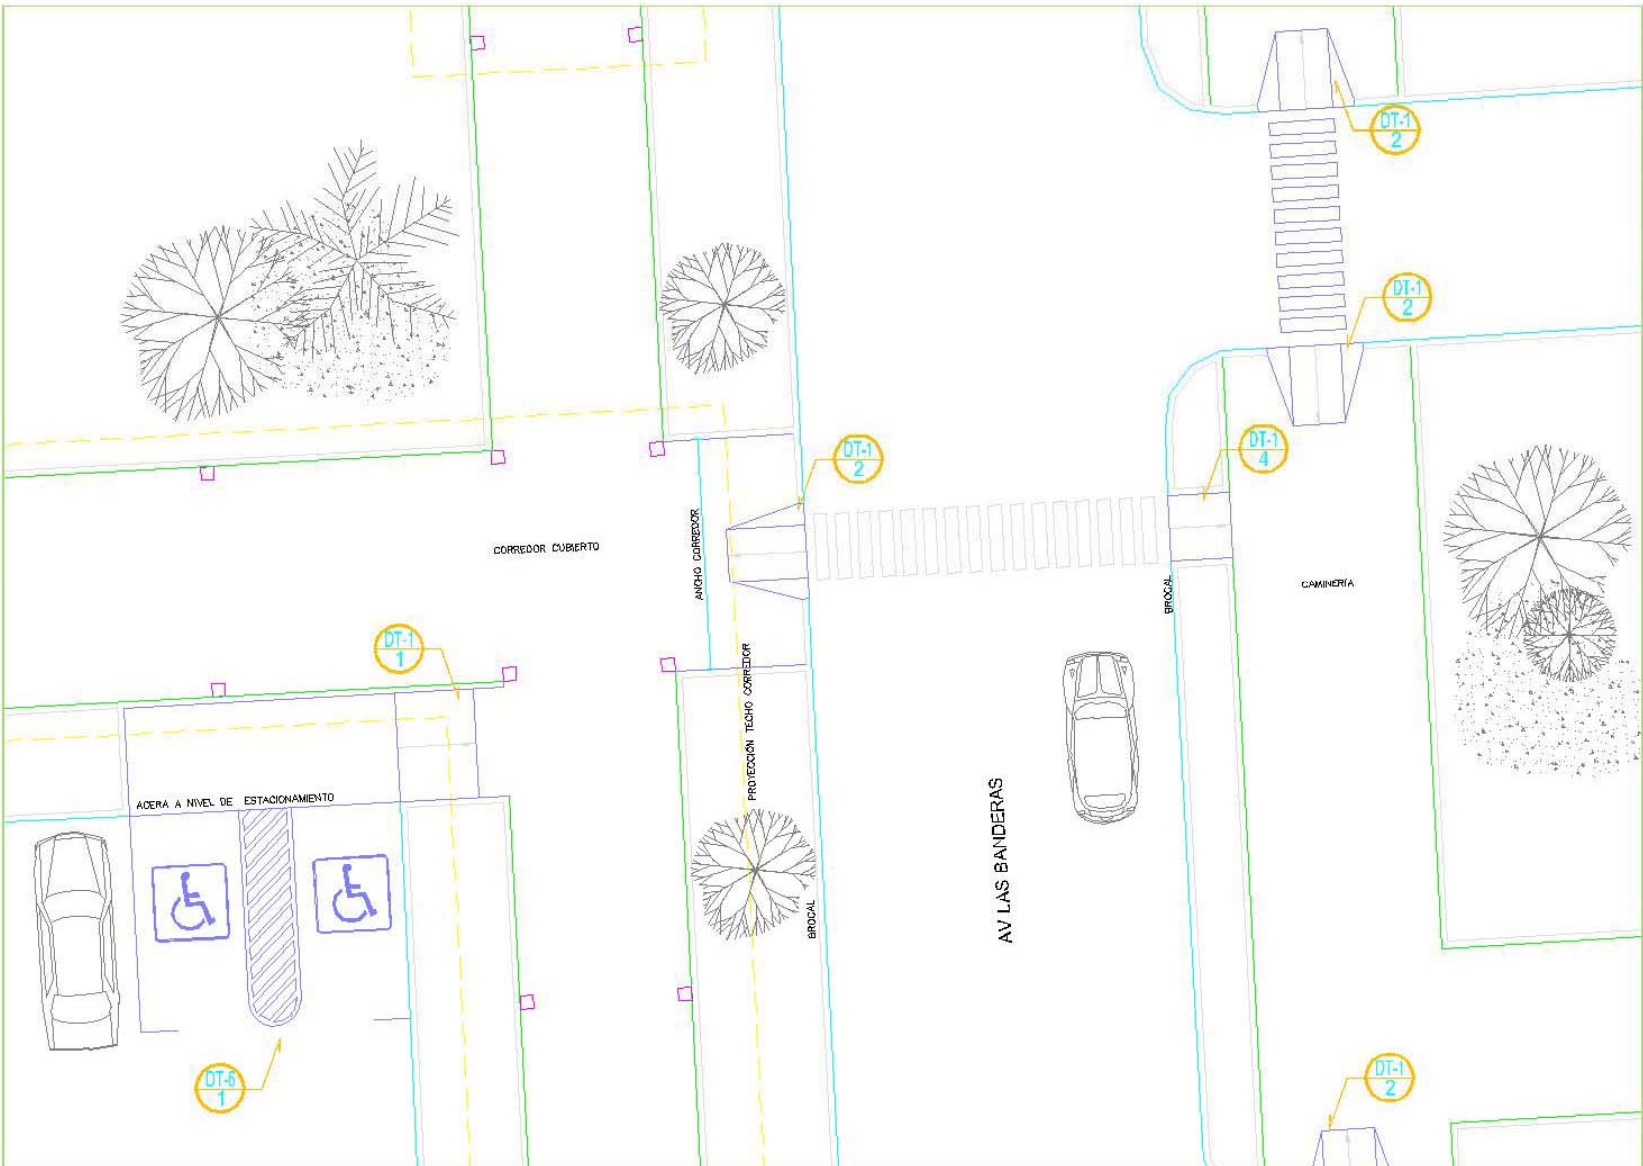 DT-1
2
DT-1
2
DT-1
2
DT-1
4
CORREDOR CUBIERTO
ANCHO CORREDOR
BROCAL
CAMINERÍA
DT-1
1
PROYECCIÓN TECHO CORREDOR
ACERA A NIVEL DE ESTACIONAMIENTO
AV LAS BANDERAS
BROCAL
DT-6
1
DT-1
2